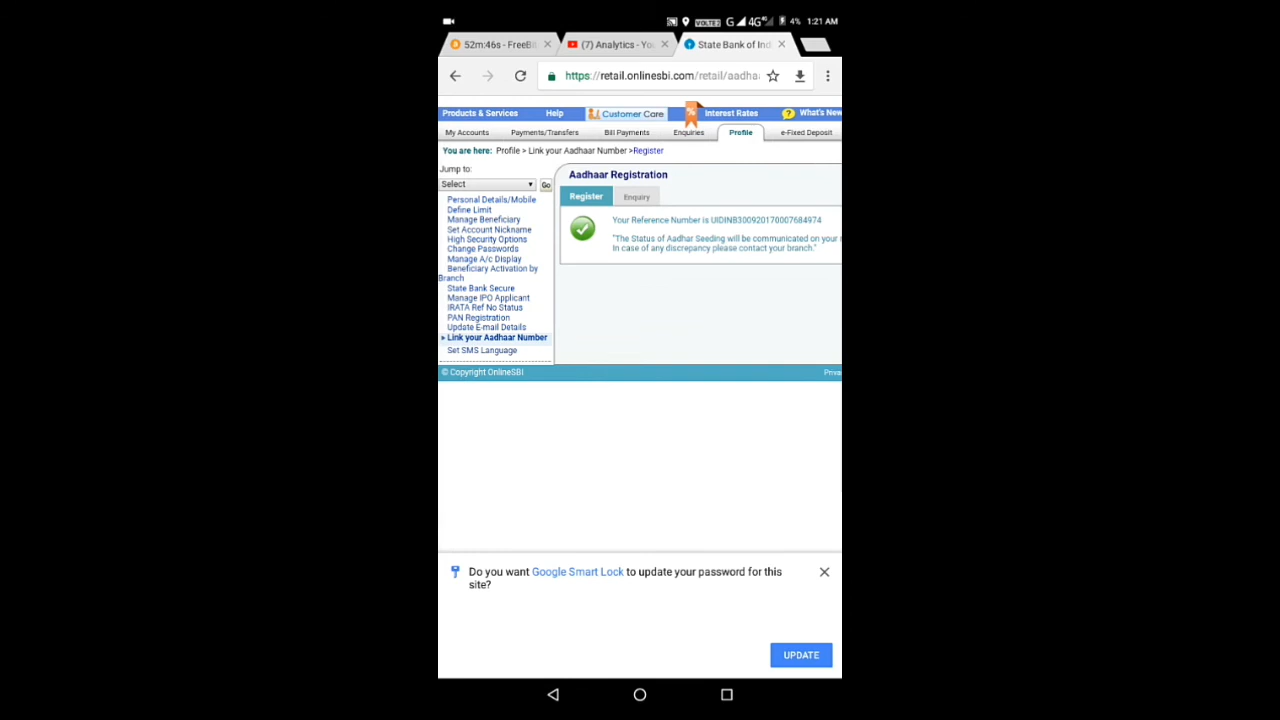 VOLTE2 G 4G 4% 1:21 AM
52m:46s - FreeBi
(7) Analytics - You
State Bank of Ind
https://retail.onlinesbi.com/retail/aadha
Products & Services Help Customer Care % Interest Rates ? What's New
My Accounts Payments/Transfers Bill Payments Enquiries Profile e-Fixed Deposit
You are here: Profile > Link your Aadhaar Number >Register
Jump to:
Select Go
Personal Details/Mobile
Define Limit
Manage Beneficiary
Set Account Nickname
High Security Options
Change Passwords
Manage A/c Display
Beneficiary Activation by
Branch
State Bank Secure
Manage IPO Applicant
IRATA Ref No Status
PAN Registration
Update E-mail Details
Link your Aadhaar Number
Set SMS Language
Aadhaar Registration
Register Enquiry
Your Reference Number is UIDINB300920170007684974
"The Status of Aadhar Seeding will be communicated on your
In case of any discrepancy please contact your branch."
© Copyright OnlineSBI Priva
Do you want Google Smart Lock to update your password for this
site?
UPDATE